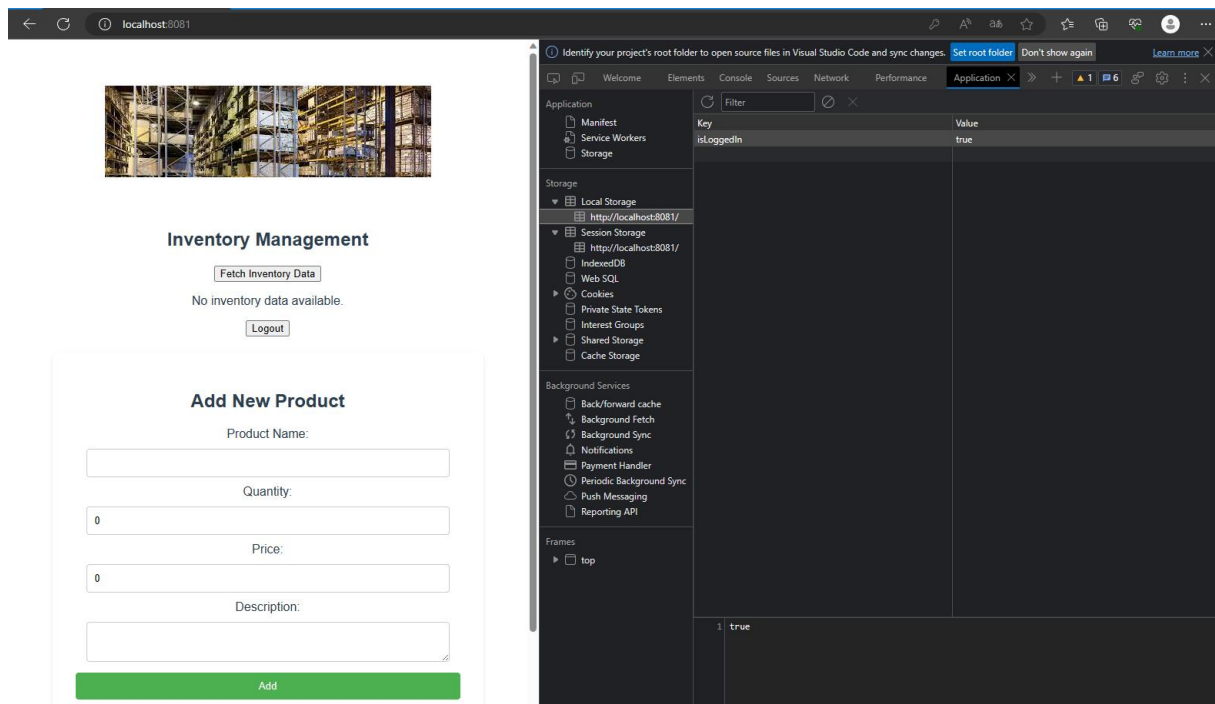 localhost:8081
Inventory Management
Fetch Inventory Data
No inventory data available.
Logout
Add New Product
Product Name:
Quantity:
0
Price:
0
Description:
Add
Identify your project's root folder to open source files in Visual Studio Code and sync changes. Set root folder Don't show again Learn more
Welcome Elements Console Sources Network Performance Application 1 6
Application
Manifest
Service Workers
Storage
Storage
Local Storage
http://localhost:8081/
Session Storage
http://localhost:8081/
IndexedDB
Web SQL
Cookies
Private State Tokens
Interest Groups
Shared Storage
Cache Storage
Background Services
Back/forward cache
Background Fetch
Background Sync
Notifications
Payment Handler
Periodic Background Sync
Push Messaging
Reporting API
Frames
top
Filter
Key Value
isLoggedIn true
1 true